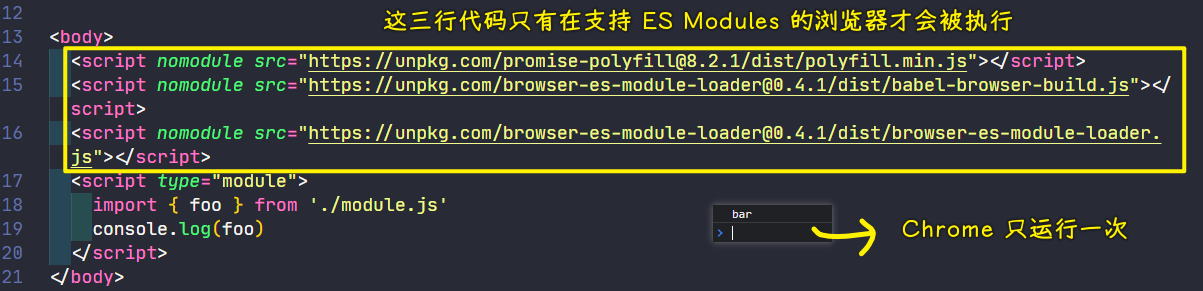 12
这三行代码只有在支持 ES Modules 的浏览器才会被执行
13 <body>
14 <script nomodule src="https://unpkg.com/promise-polyfill@8.2.1/dist/polyfill.min.js"></script>
15 <script nomodule src="https://unpkg.com/browser-es-module-loader@0.4.1/dist/babel-browser-build.js"></
script>
16 <script nomodule src="https://unpkg.com/browser-es-module-loader@0.4.1/dist/browser-es-module-loader.
js"></script>
17 <script type="module">
18 import { foo } from './module.js'
19 console.log(foo)
20 </script>
21 </body>
bar
>
Chrome 只运行一次